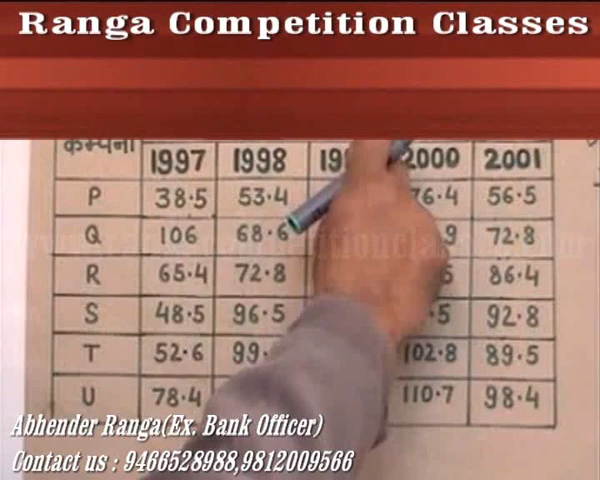 Ranga Competition Classes
कम्पनी
1997 1998 2000 2001
P 38.5 53.4 76.4 56.5
Q 106 68.6 72.8
R 65.4 72.8 86.4
S 48.5 96.5 92.8
T 52.6 102.8 89.5
U 78.4 110.7 98.4
Abhender Ranga(Ex. Bank Officer)
Contact us : 9466528988,9812009566